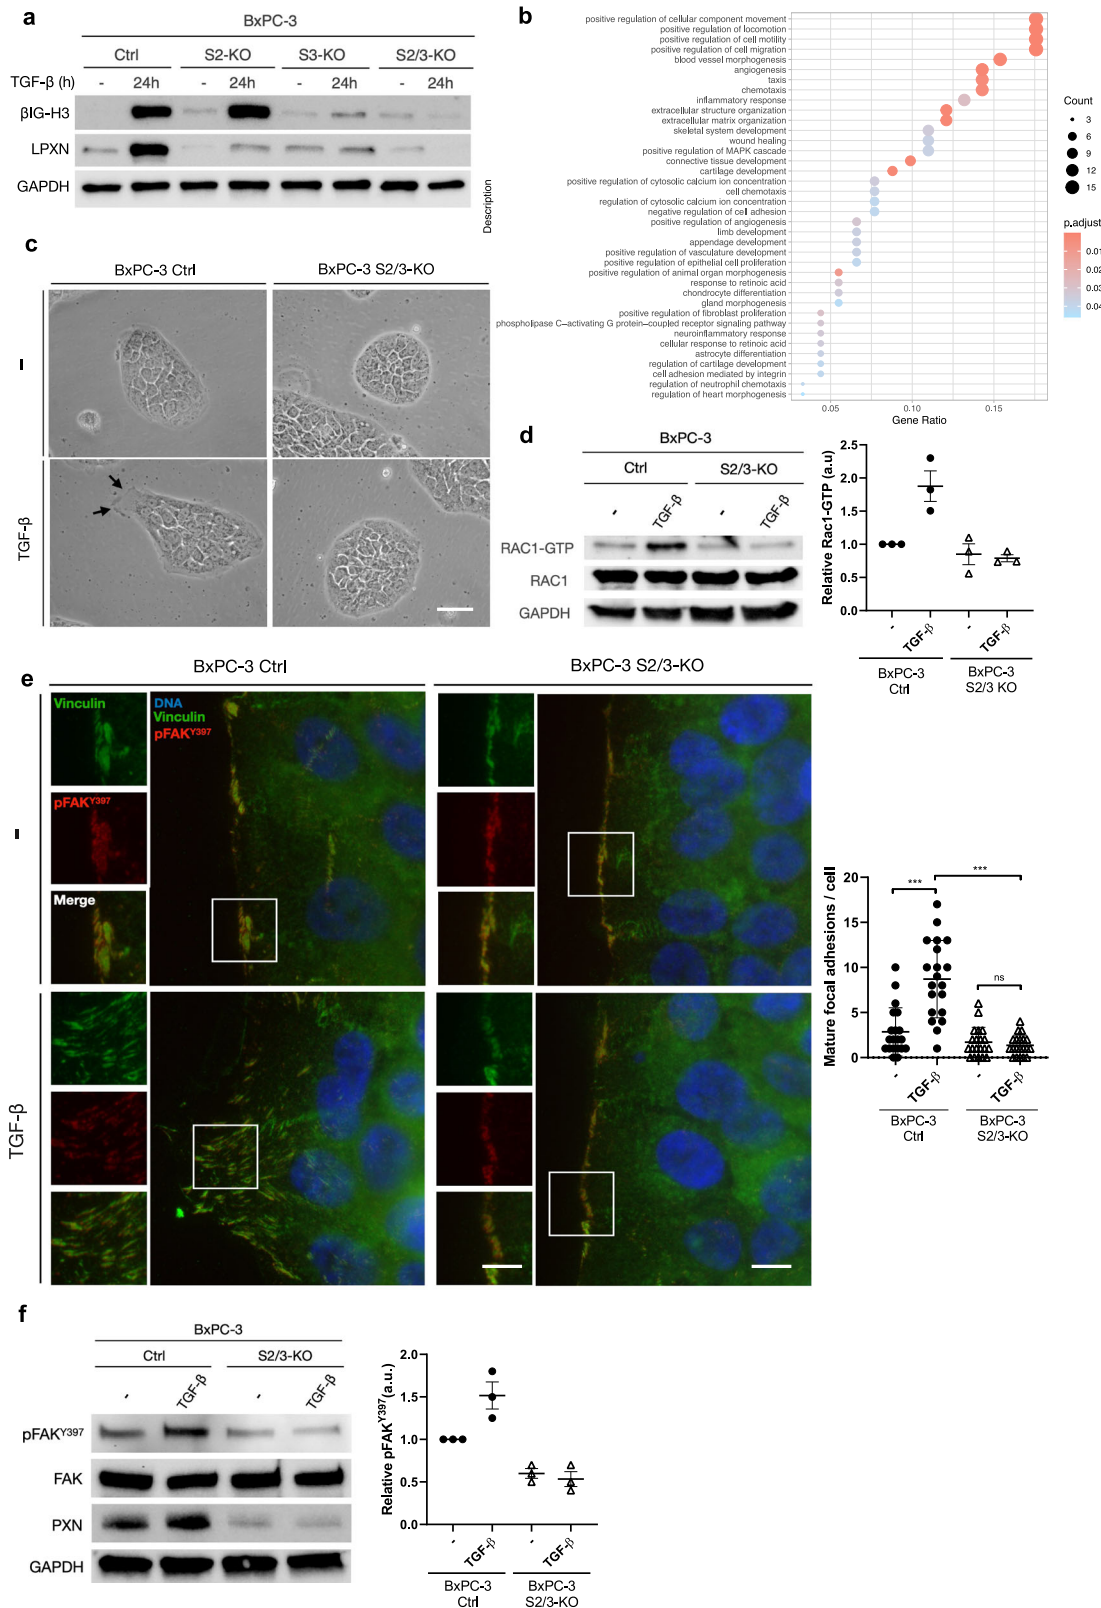 a
BxPC-3
Ctrl S2-KO S3-KO S2/3-KO
TGF-β (h) - 24h - 24h - 24h - 24h
βIG-H3
LPXN
GAPDH
b
Description
positive regulation of cellular component movement
positive regulation of locomotion
positive regulation of cell motility
positive regulation of cell migration
blood vessel morphogenesis
angiogenesis
taxis
chemotaxis
inflammatory response
extracellular structure organization
extracellular matrix organization
skeletal system development
wound healing
positive regulation of MAPK cascade
connective tissue development
cartilage development
positive regulation of cytosolic calcium ion concentration
cell chemotaxis
regulation of cytosolic calcium ion concentration
negative regulation of cell adhesion
positive regulation of angiogenesis
limb development
appendage development
positive regulation of vasculature development
positive regulation of epithelial cell proliferation
positive regulation of animal organ morphogenesis
response to retinoic acid
chondrocyte differentiation
gland morphogenesis
positive regulation of fibroblast proliferation
phospholipase C−activating G protein−coupled receptor signaling pathway
neuroinflammatory response
cellular response to retinoic acid
astrocyte differentiation
regulation of cartilage development
cell adhesion mediated by integrin
regulation of neutrophil chemotaxis
regulation of heart morphogenesis
0.05 0.10 0.15
Gene Ratio
Count
3
6
9
12
15
p.adjust
0.01
0.02
0.03
0.04
c
BxPC-3 Ctrl BxPC-3 S2/3-KO
-
TGF-β
d
BxPC-3
Ctrl S2/3-KO
- TGF-β - TGF-β
RAC1-GTP
RAC1
GAPDH
Relative Rac1-GTP (a.u)
2.5
2.0
1.5
1.0
0.5
0.0
- TGF-β - TGF-β
BxPC-3 Ctrl BxPC-3 S2/3 KO
e
BxPC-3 Ctrl BxPC-3 S2/3-KO
Vinculin
pFAKY397
Merge
DNA
Vinculin
pFAKY397
-
TGF-β
Mature focal adhesions / cell
20
15
10
5
0
*** *** ns
- TGF-β - TGF-β
BxPC-3 Ctrl BxPC-3 S2/3-KO
f
BxPC-3
Ctrl S2/3-KO
- TGF-β - TGF-β
pFAKY397
FAK
PXN
GAPDH
Relative pFAKY397(a.u.)
2.0
1.5
1.0
0.5
0.0
- TGF-β - TGF-β
BxPC-3 Ctrl BxPC-3 S2/3-KO